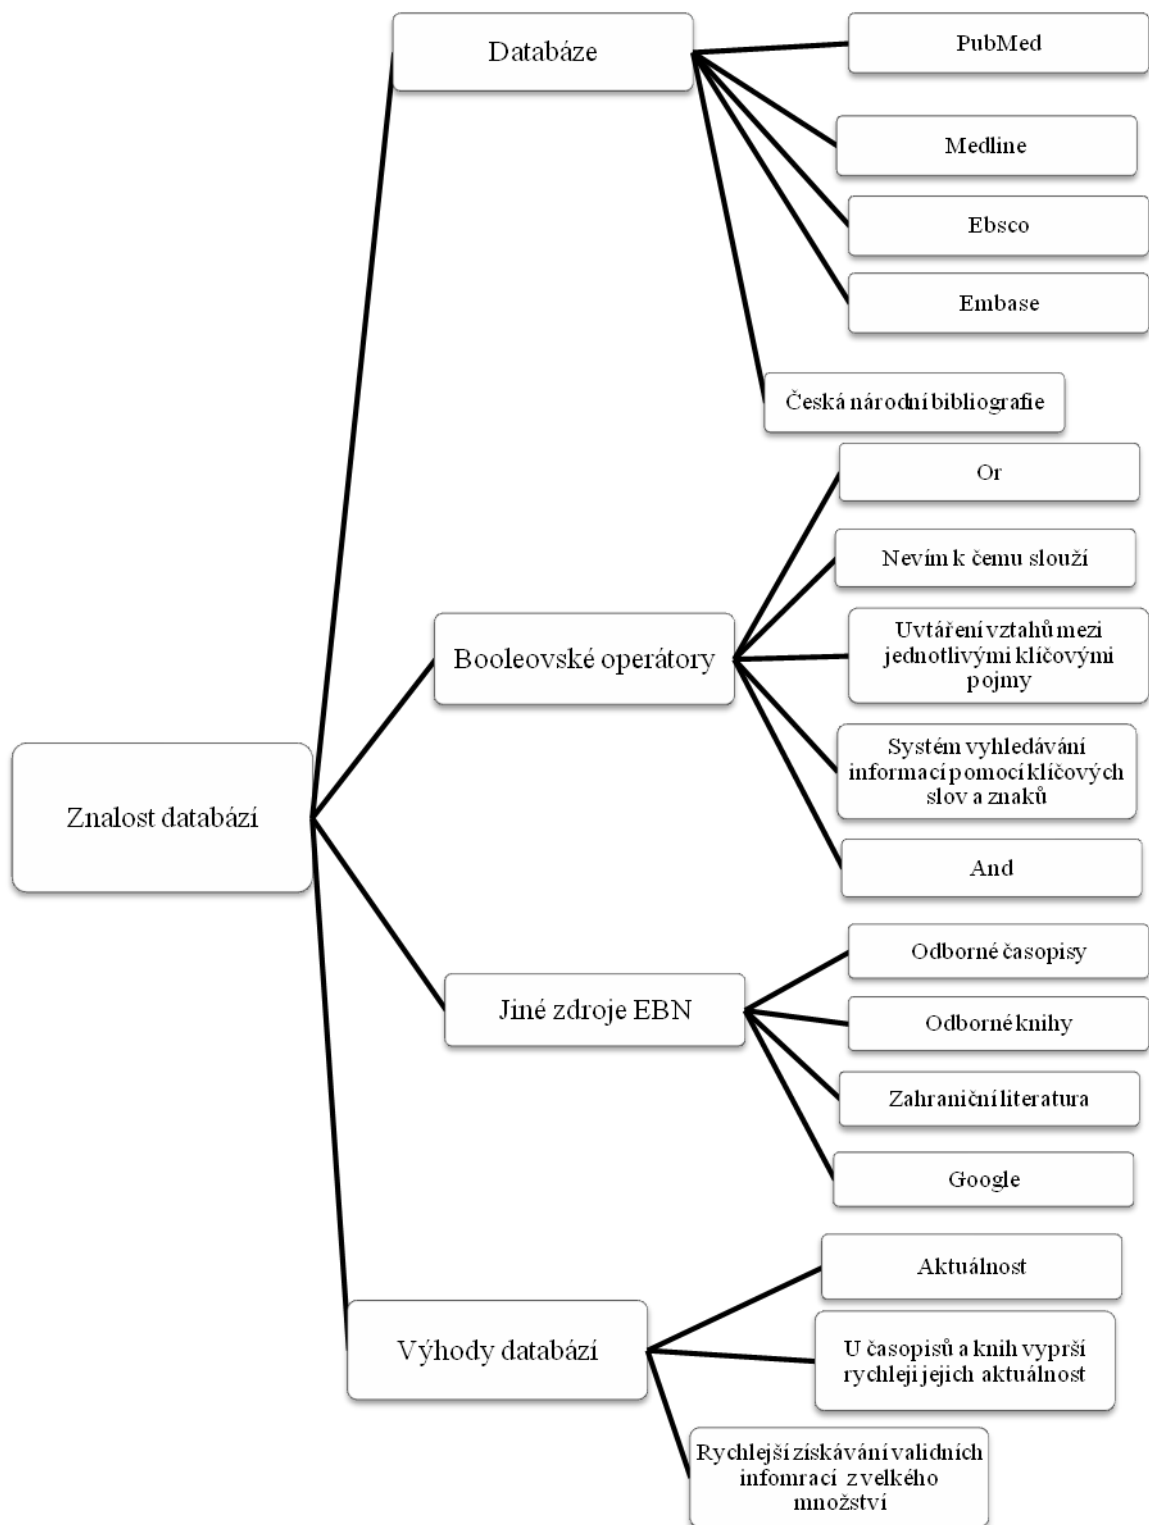 Znalost databází
Databáze
PubMed
Medline
Ebsco
Embase
Česká národní bibliografie
Booleovské operátory
Or
Nevím k čemu slouží
Uvtáření vztahů mezi
jednotlivými klíčovými
pojmy
Systém vyhledávání
informací pomocí klíčových
slov a znaků
And
Jiné zdroje EBN
Odborné časopisy
Odborné knihy
Zahraniční literatura
Google
Výhody databází
Aktuálnost
U časopisů a knih vyprší
rychleji jejich aktuálnost
Rychlejší získávání validních
infomrací z velkého
množství